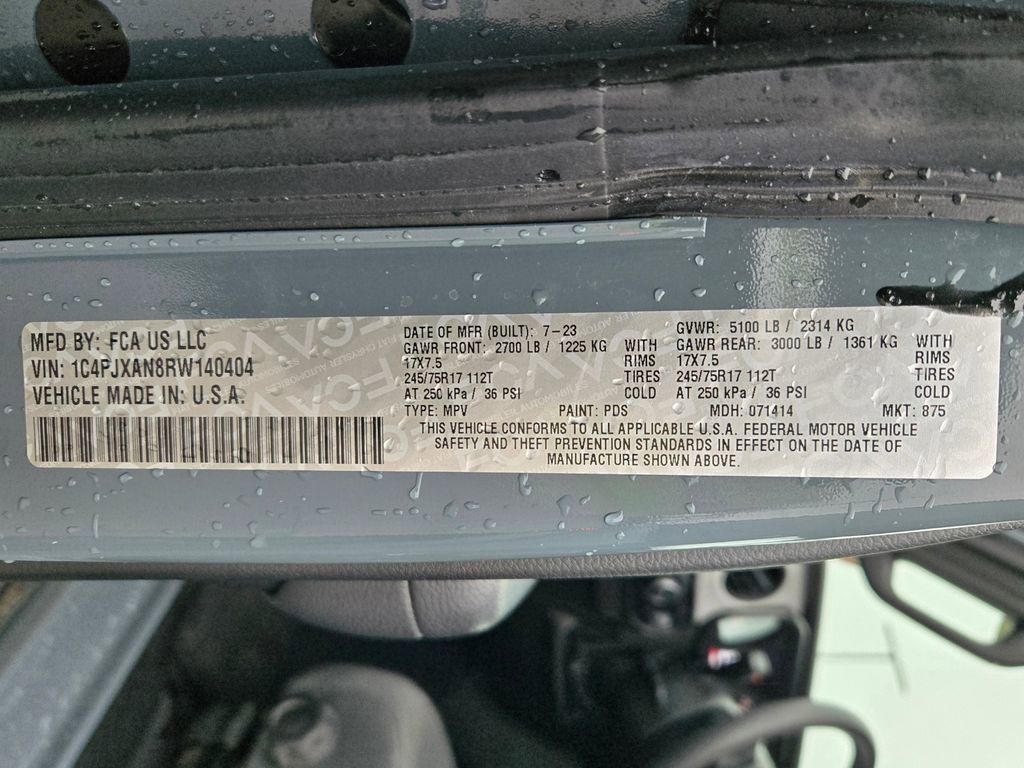 MFD BY: FCA US LLC
VIN: 1C4PJXAN8RW140404
VEHICLE MADE IN: U.S.A.
DATE OF MFR (BUILT): 7-23
GAWR FRONT: 2700 LB / 1225 KG WITH
17X7.5 RIMS
245/75R17 112T TIRES
AT 250 kPa / 36 PSI COLD
TYPE: MPV PAINT: PDS MDH: 071414 MKT: 875
GVWR: 5100 LB / 2314 KG
GAWR REAR: 3000 LB / 1361 KG WITH
17X7.5 RIMS
245/75R17 112T TIRES
AT 250 kPa / 36 PSI COLD
THIS VEHICLE CONFORMS TO ALL APPLICABLE U.S.A. FEDERAL MOTOR VEHICLE
SAFETY AND THEFT PREVENTION STANDARDS IN EFFECT ON THE DATE OF
MANUFACTURE SHOWN ABOVE.